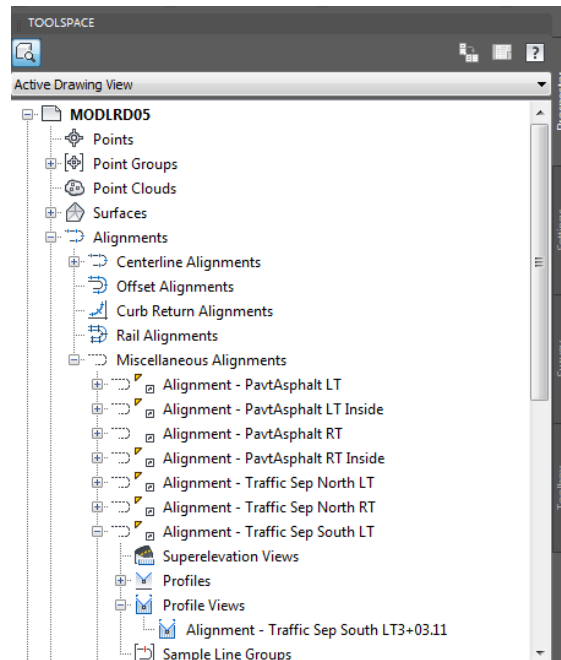 TOOLSPACE
?
Active Drawing View
MODLRD05
Points
Point Groups
Point Clouds
Surfaces
Alignments
Centerline Alignments
Offset Alignments
Curb Return Alignments
Rail Alignments
Miscellaneous Alignments
Alignment - PavtAsphalt LT
Alignment - PavtAsphalt LT Inside
Alignment - PavtAsphalt RT
Alignment - PavtAsphalt RT Inside
Alignment - Traffic Sep North LT
Alignment - Traffic Sep North RT
Alignment - Traffic Sep South LT
Superelevation Views
Profiles
Profile Views
Alignment - Traffic Sep South LT3+03.11
Sample Line Groups